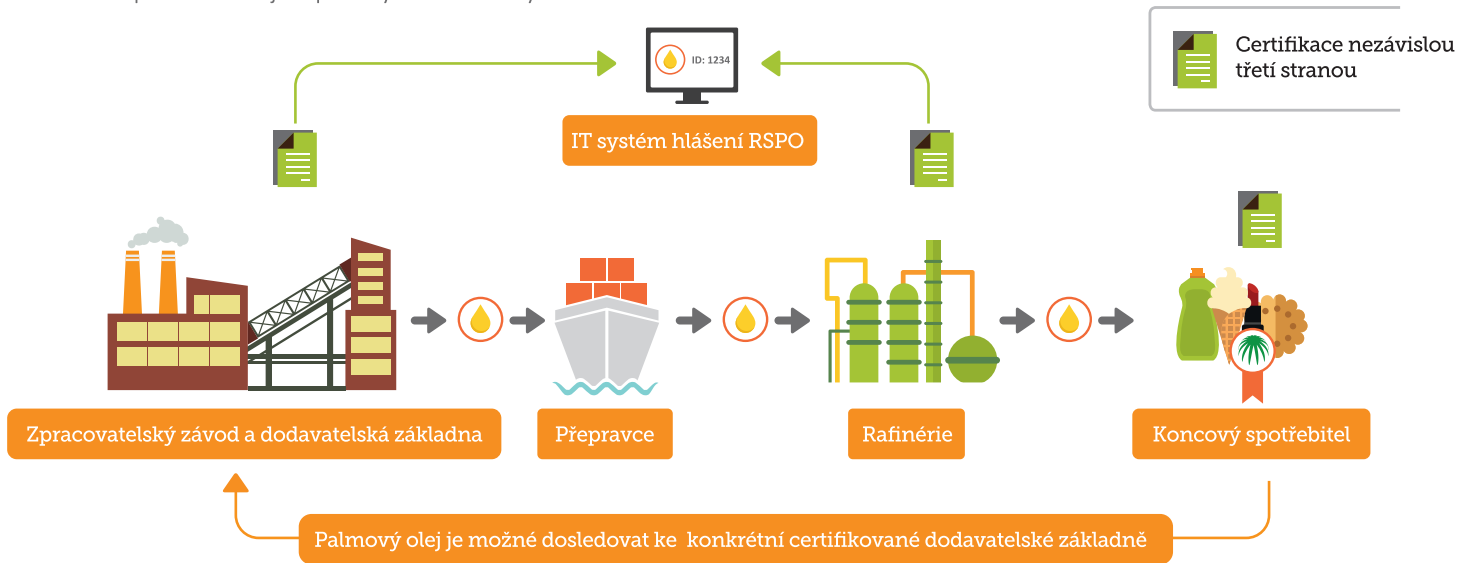 Certifikace nezávislou
třetí stranou
ID: 1234
IT systém hlášení RSPO
Zpracovatelský závod a dodavatelská základna
Přepravce
Rafinérie
Koncový spotřebitel
Palmový olej je možné dosledovat ke konkrétní certifikované dodavatelské základně